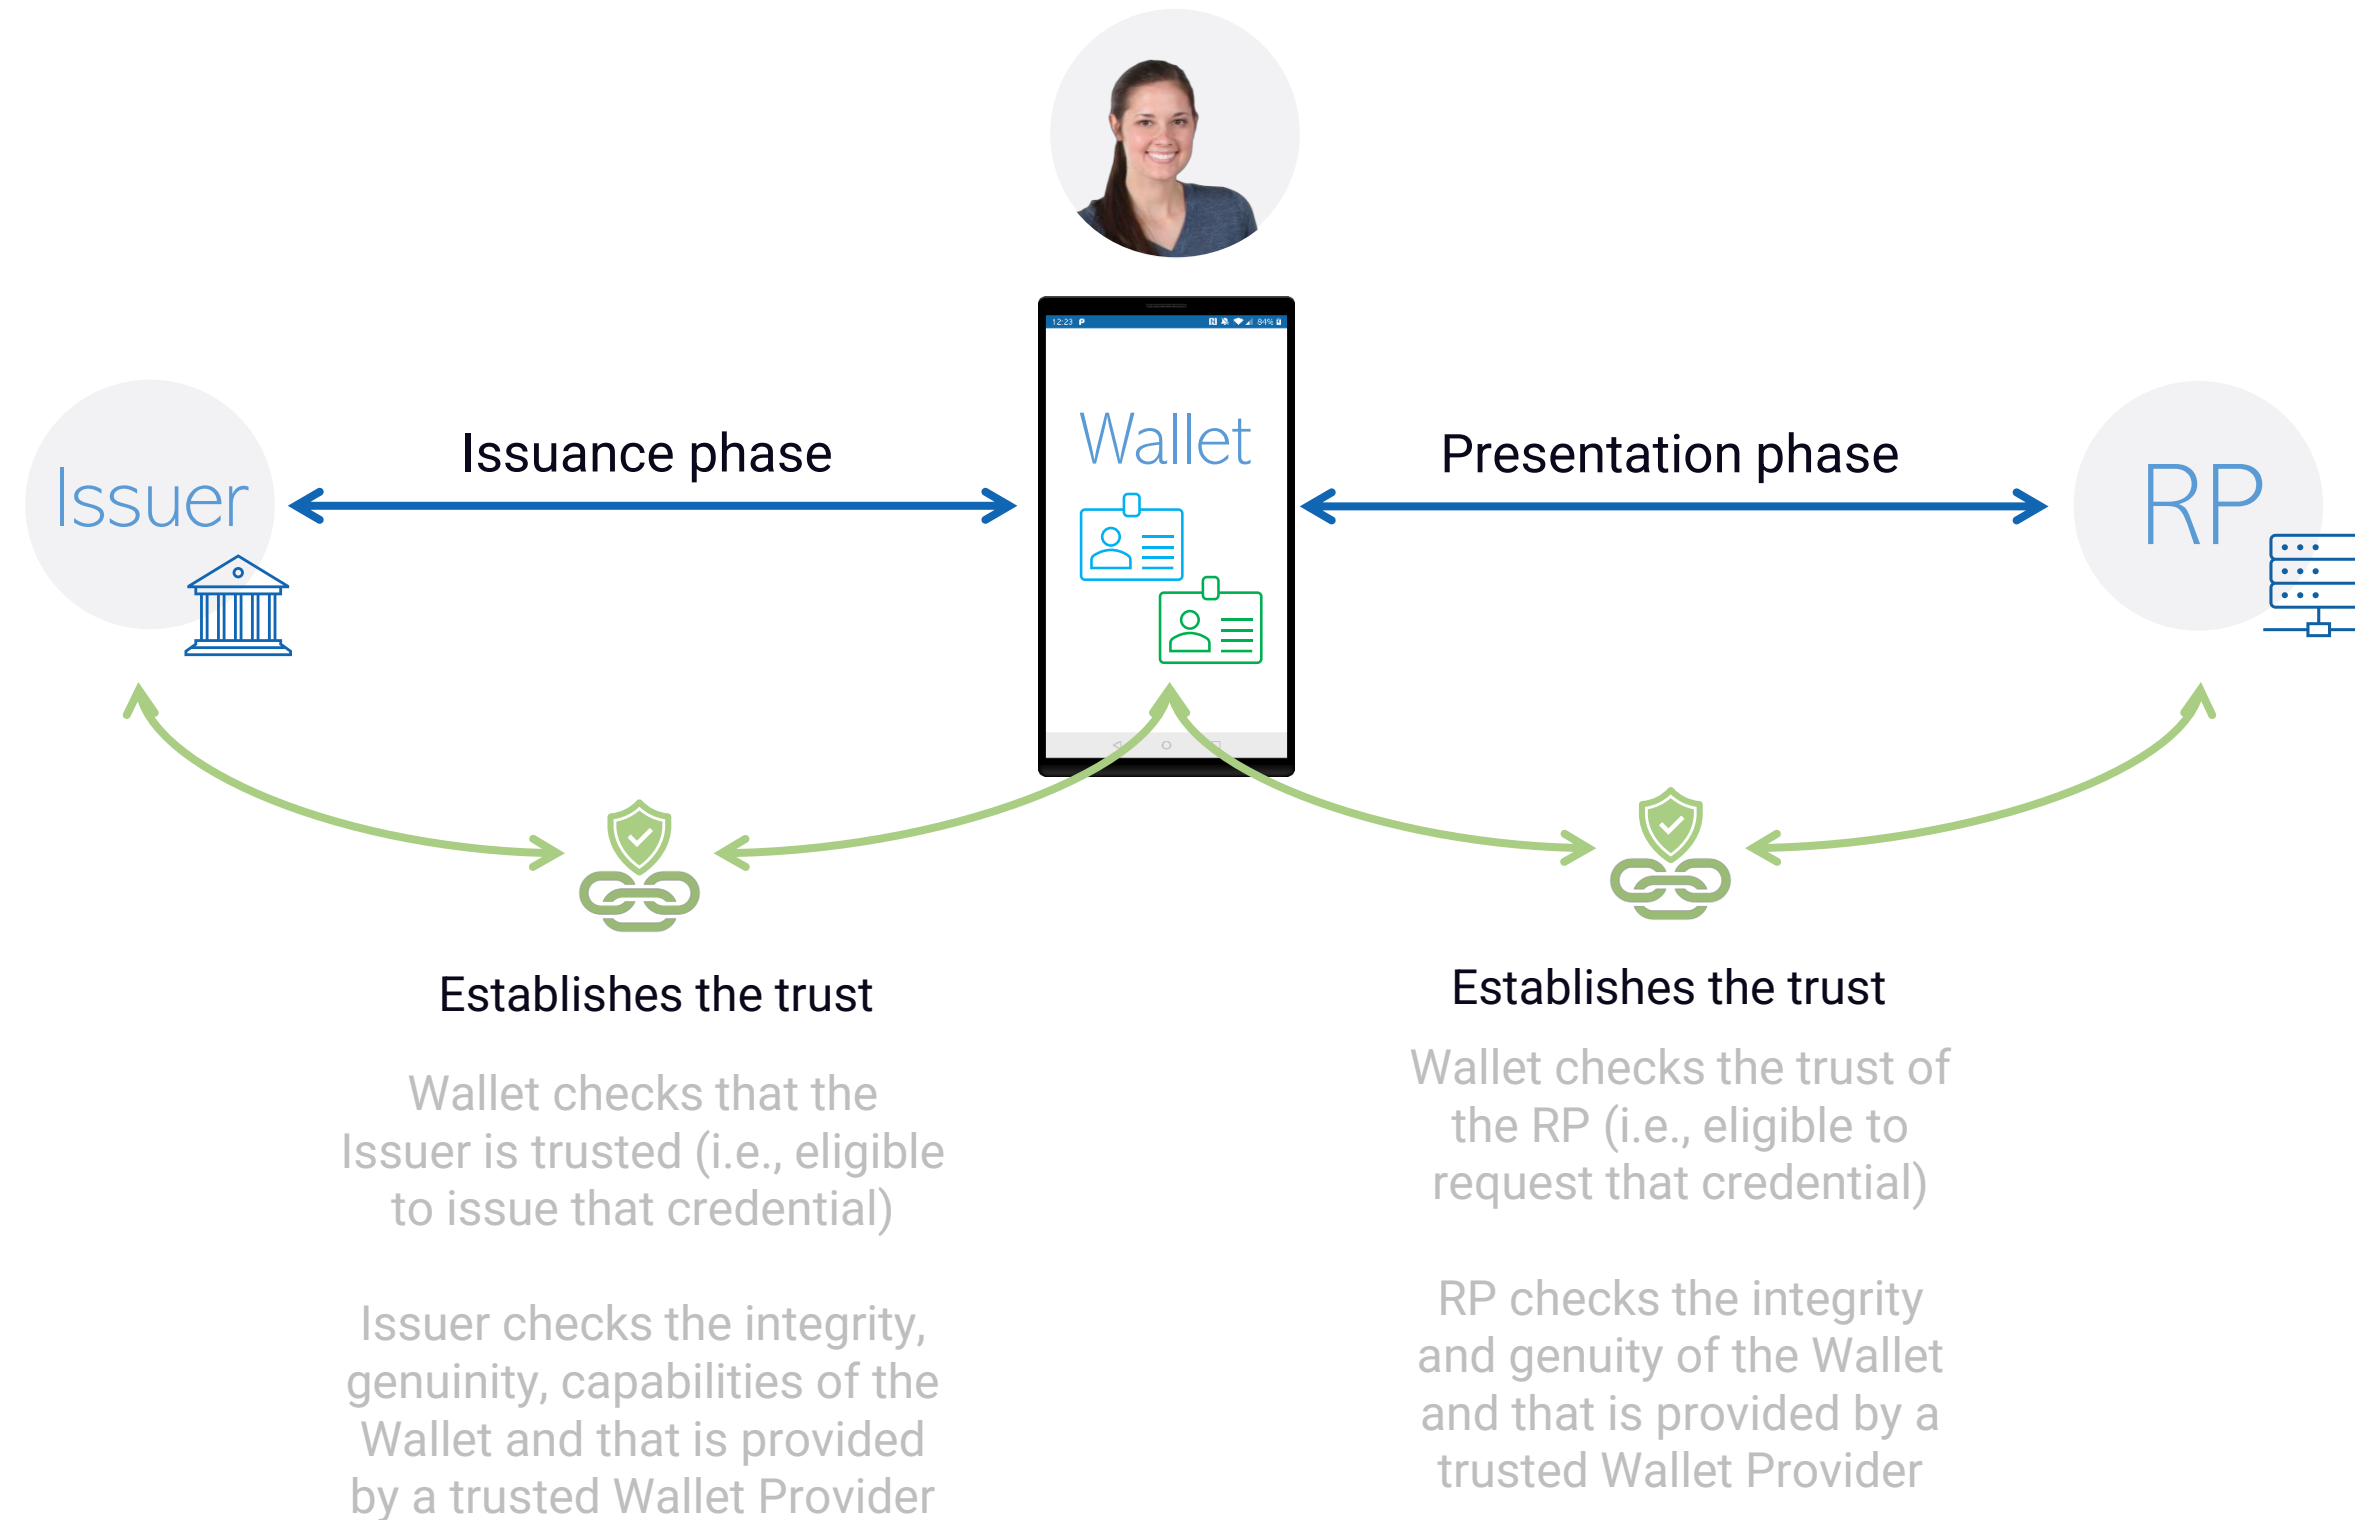 12:23
84%
Wallet
Issuance phase
Presentation phase
Issuer
RP
Establishes the trust
Wallet checks that the
Issuer is trusted (i.e., eligible
to issue that credential)
Issuer checks the integrity,
genuinity, capabilities of the
Wallet and that is provided
by a trusted Wallet Provider
Establishes the trust
Wallet checks the trust of
the RP (i.e., eligible to
request that credential)
RP checks the integrity
and genuity of the Wallet
and that is provided by a
trusted Wallet Provider